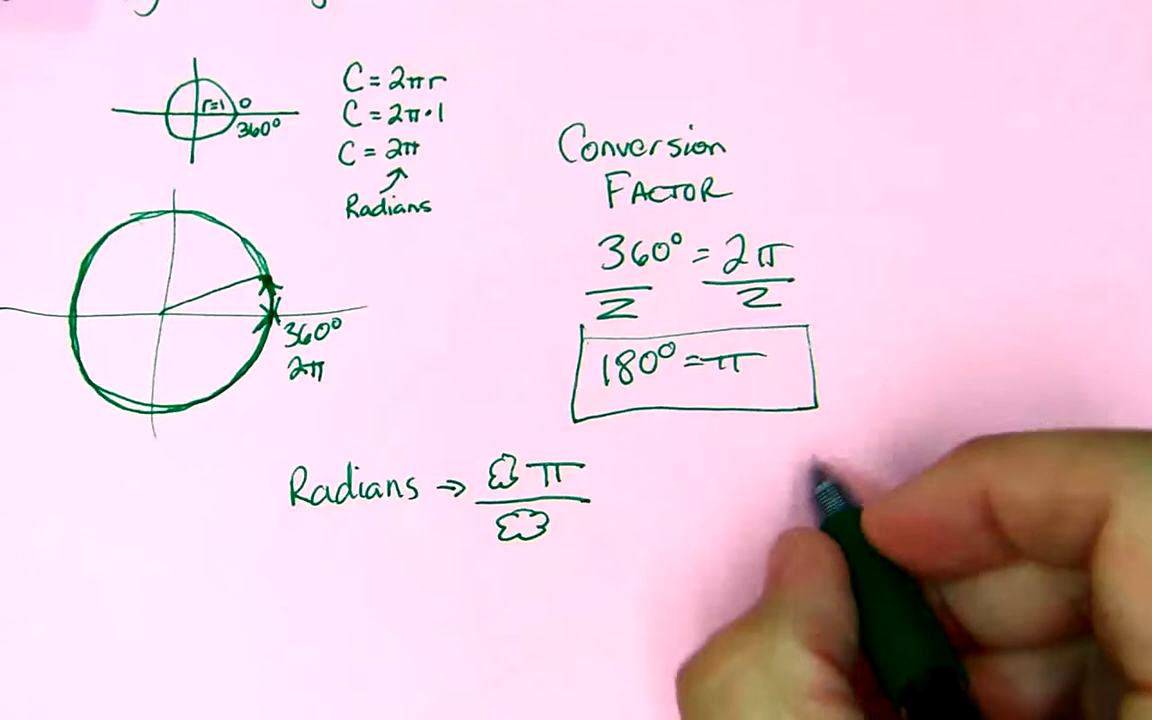 r=1 0
360°
C = 2πr
C = 2π·1
C = 2π
Radians
360°
2π
Conversion
FACTOR
360° = 2π
2 2
180° = π
Radians → π